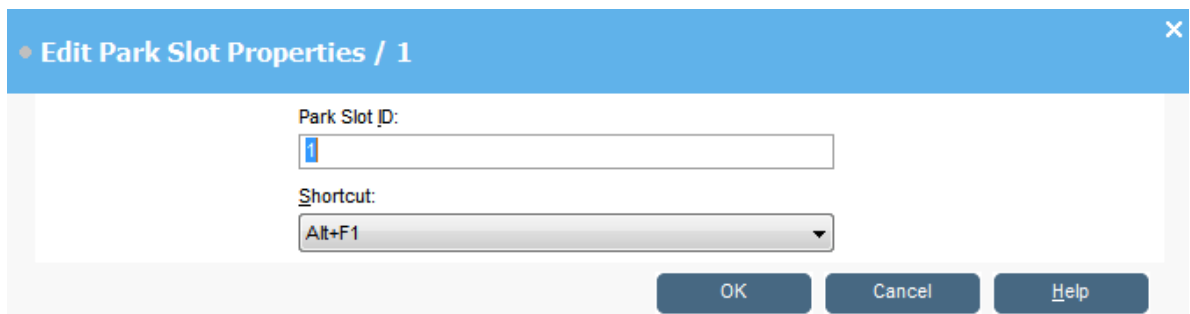 Edit Park Slot Properties / 1
Park Slot ID:
1
Shortcut:
Alt+F1
OK Cancel Help